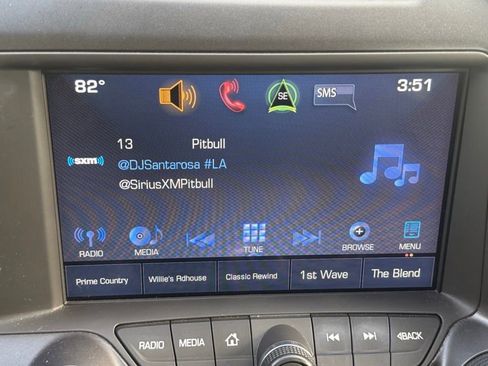 82°
SE
SMS
3:51
13 Pitbull
sxm
@DJSantarosa #LA
@SiriusXMPitbull
RADIO
MEDIA
TUNE
BROWSE
MENU
Prime Country
Willie's Rdhouse
Classic Rewind
1st Wave
The Blend
RADIO
MEDIA
BACK